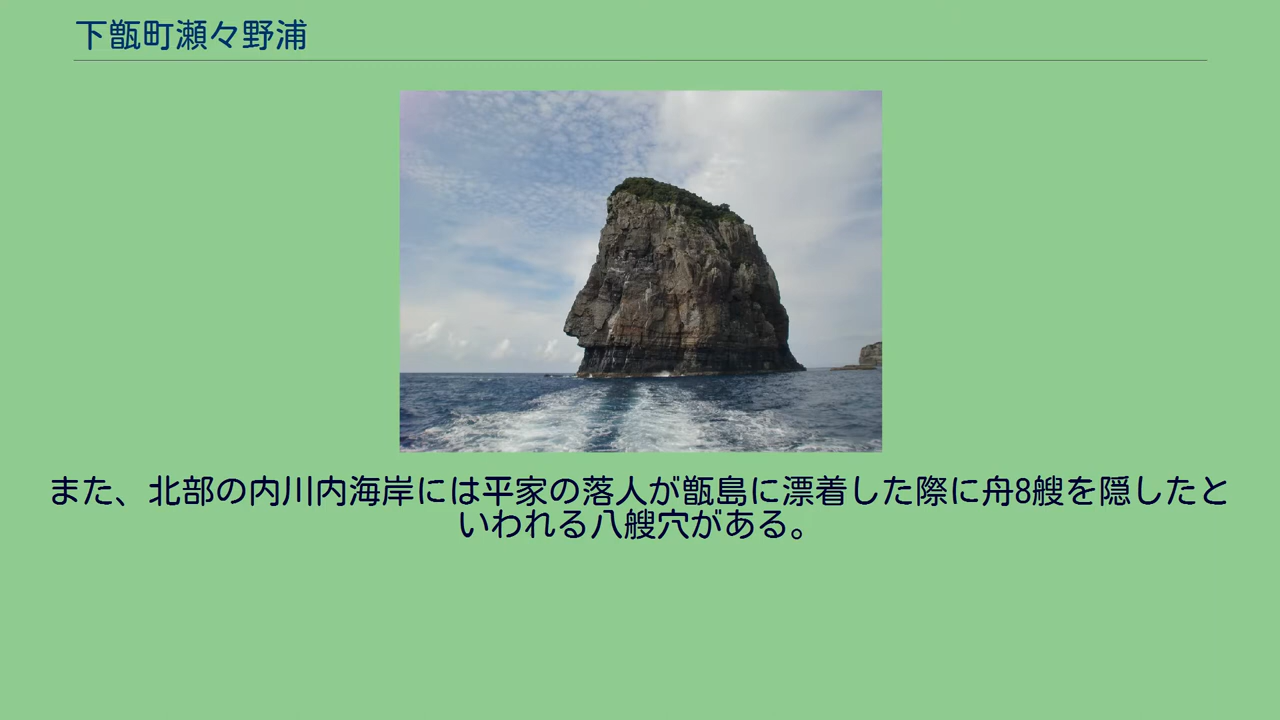 下甑町瀬々野浦
また、北部の内川内海岸には平家の落人が甑島に漂着した際に舟8艘を隠したと
いわれる八艘穴がある。